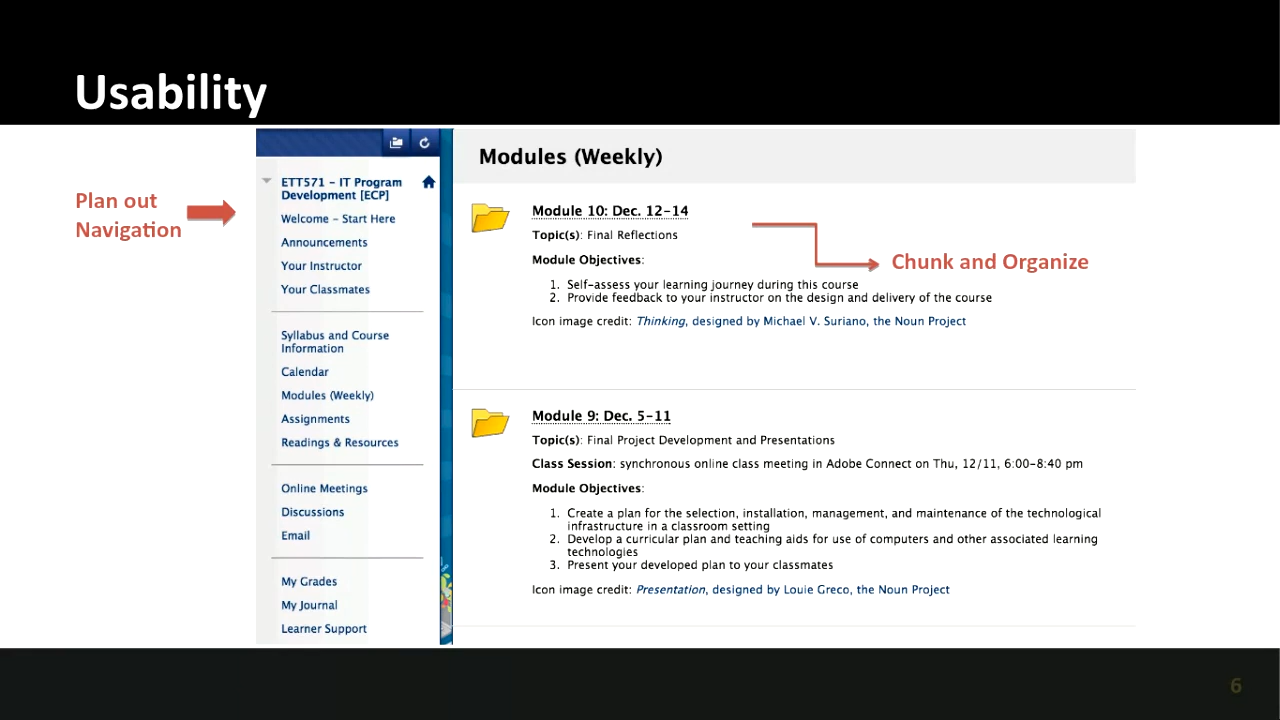 Usability
Plan out
Navigation
ETT571 - IT Program
Development [ECP]
Welcome - Start Here
Announcements
Your Instructor
Your Classmates
Syllabus and Course
Information
Calendar
Modules (Weekly)
Assignments
Readings & Resources
Online Meetings
Discussions
Email
My Grades
My Journal
Learner Support
Modules (Weekly)
Module 10: Dec. 12-14
Topic(s): Final Reflections
Module Objectives:
1. Self-assess your learning journey during this course
2. Provide feedback to your instructor on the design and delivery of the course
Icon image credit: Thinking, designed by Michael V. Suriano, the Noun Project
Chunk and Organize
Module 9: Dec. 5-11
Topic(s): Final Project Development and Presentations
Class Session: synchronous online class meeting in Adobe Connect on Thu, 12/11, 6:00-8:40 pm
Module Objectives:
1. Create a plan for the selection, installation, management, and maintenance of the technological
infrastructure in a classroom setting
2. Develop a curricular plan and teaching aids for use of computers and other associated learning
technologies
3. Present your developed plan to your classmates
Icon image credit: Presentation, designed by Louie Greco, the Noun Project
6